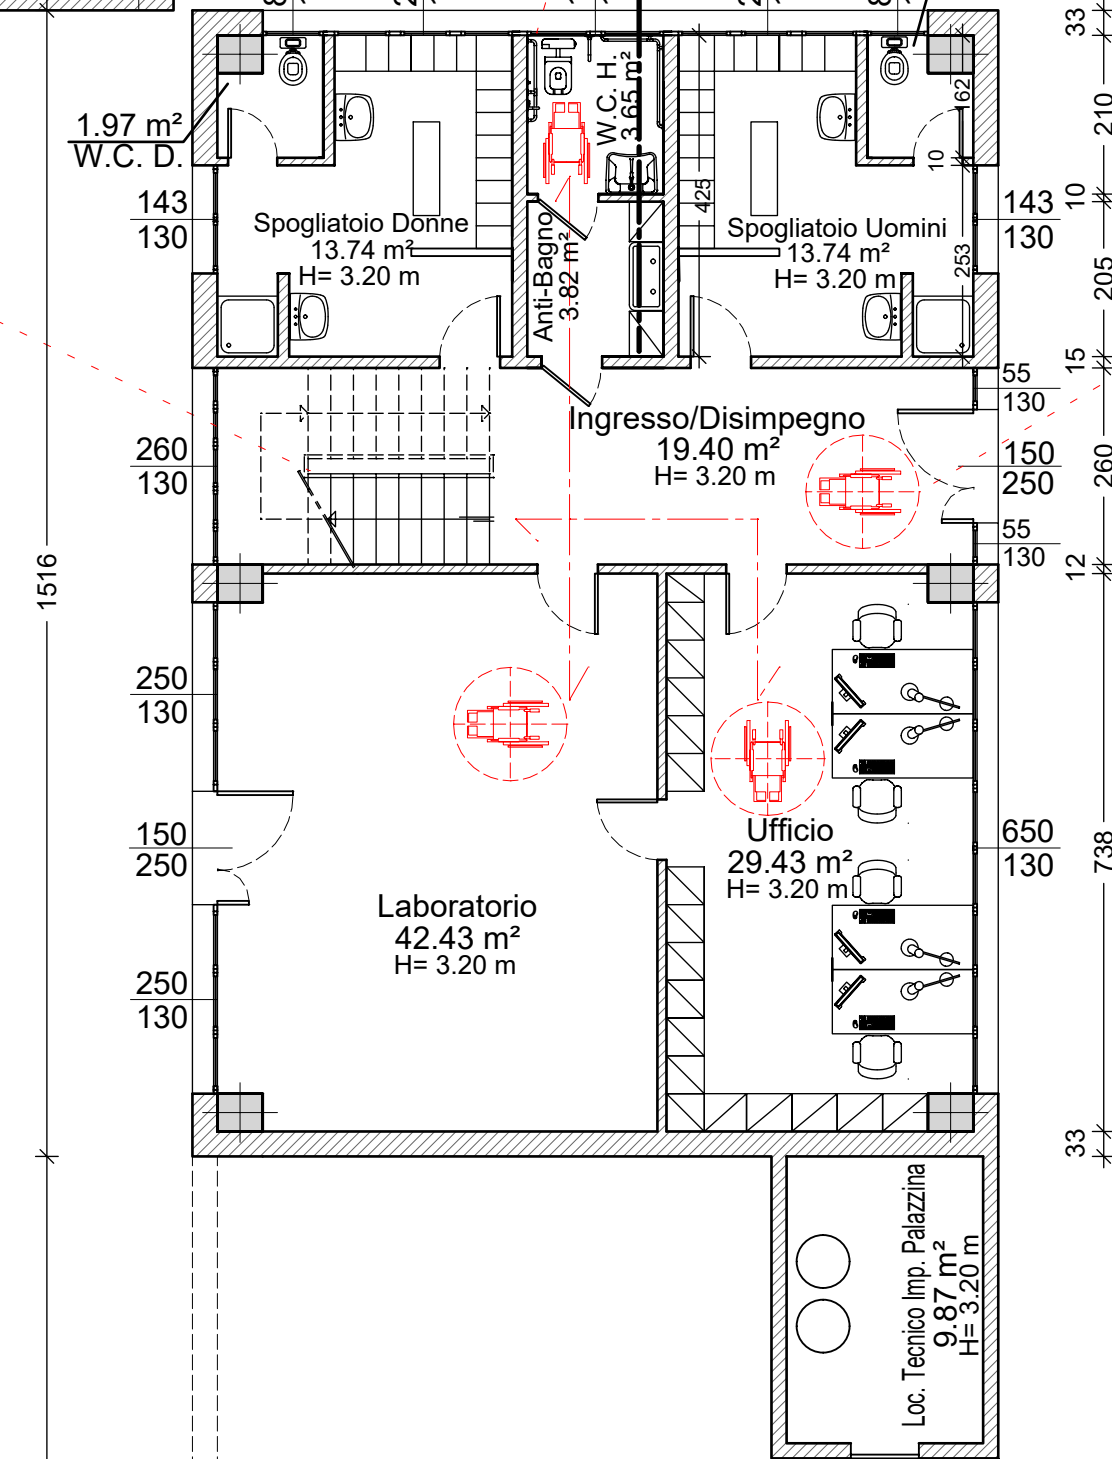 33
1.97 m²
W.C. D.
W.C. H.
3.65 m²
162
210
10
10
143
130
Spogliatoio Donne
13.74 m²
H= 3.20 m
Anti-Bagno
3.82 m²
425
Spogliatoio Uomini
13.74 m²
H= 3.20 m
253
143
130
205
15
55
130
Ingresso/Disimpegno
19.40 m²
H= 3.20 m
260
130
150
250
260
55
130
12
1516
250
130
150
250
Ufficio
29.43 m²
H= 3.20 m
650
130
738
Laboratorio
42.43 m²
H= 3.20 m
250
130
33
Loc. Tecnico Imp. Palazzina
9.87 m²
H= 3.20 m